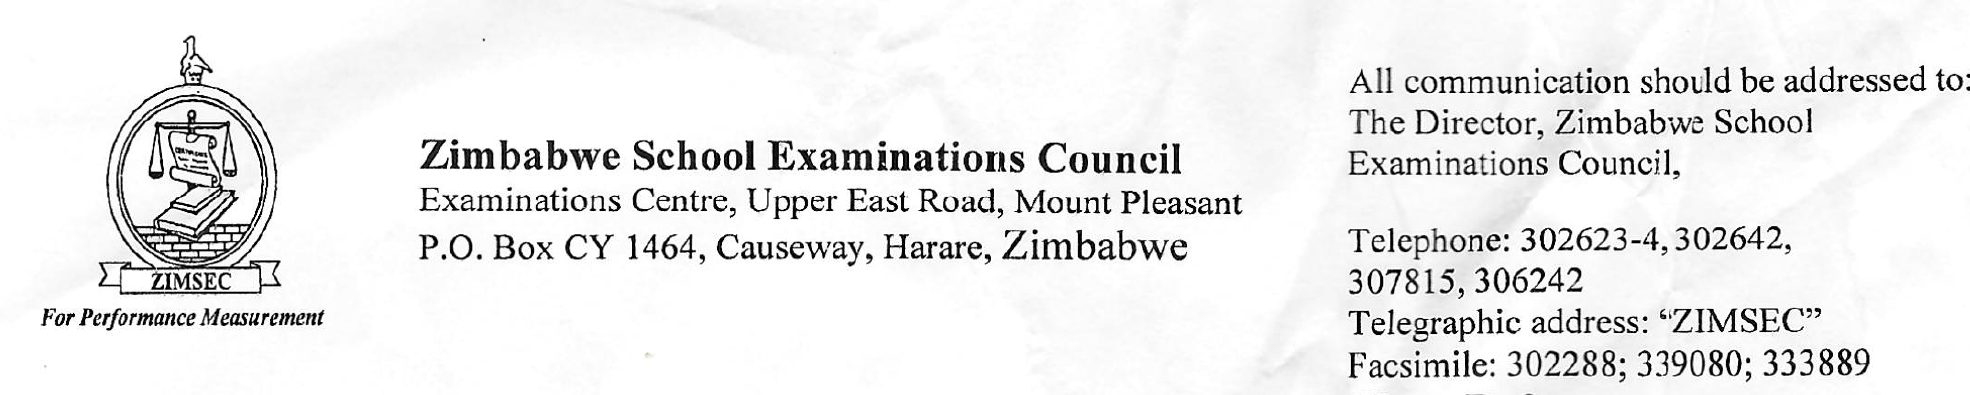 ZIMSEC
For Performance Measurement
Zimbabwe School Examinations Council
Examinations Centre, Upper East Road, Mount Pleasant
P.O. Box CY 1464, Causeway, Harare, Zimbabwe
All communication should be addressed to:
The Director, Zimbabwe School
Examinations Council,
Telephone: 302623-4, 302642,
307815, 306242
Telegraphic address: “ZIMSEC”
Facsimile: 302288; 339080; 333889